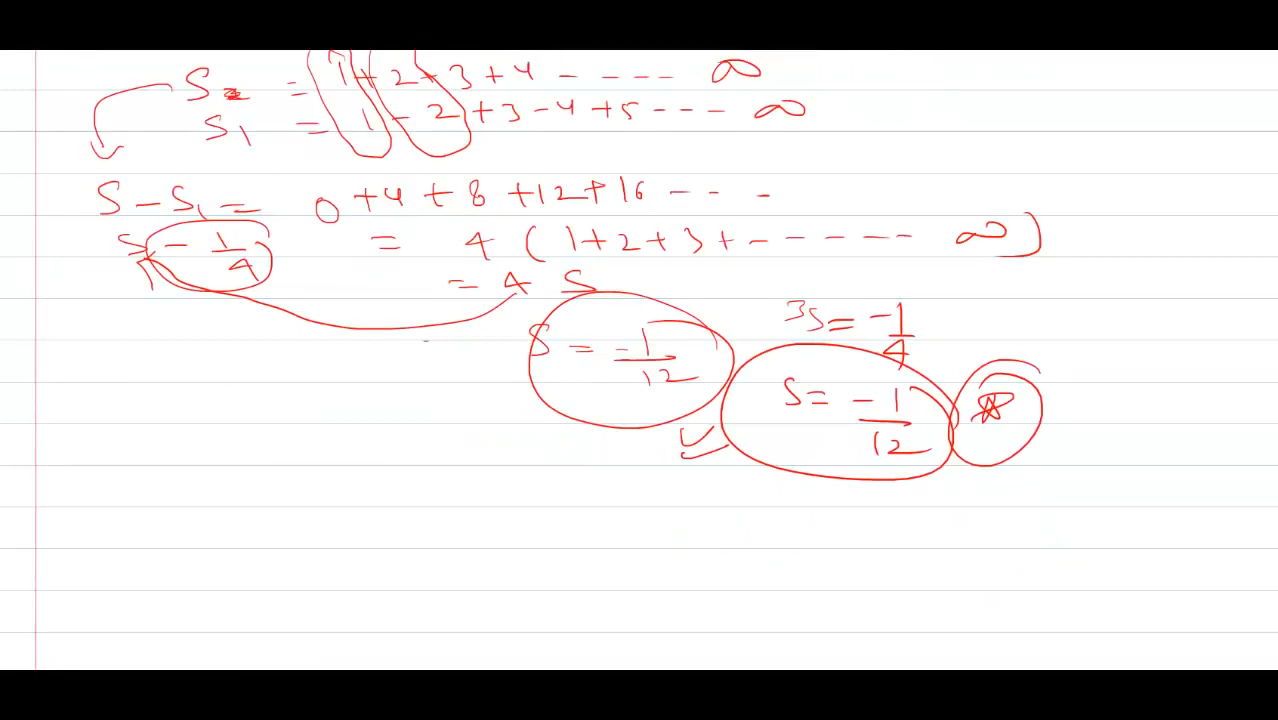 S = 1 + 2 + 3 + 4 - - - - - ∞
S₁ = 1 - 2 + 3 - 4 + 5 - - - - ∞
S - S₁ = 0 + 4 + 8 + 12 + 16 - - - -
S - 1/4 = 4 ( 1 + 2 + 3 + - - - - - - ∞ )
= 4 S
3S = -1/4
S = -1/12
S = -1/12